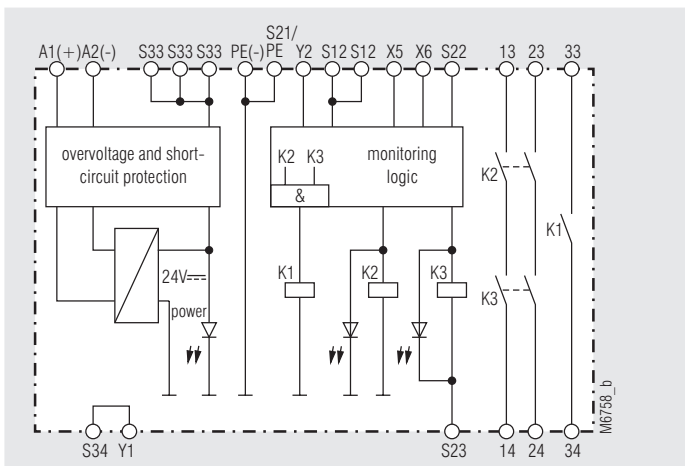 S21/
A1(+) A2(-) S33 S33 S33 PE(-) PE Y2 S12 S12 X5 X6 S22 13 23 33
overvoltage and short-
circuit protection
K2 K3
monitoring
logic
&
K2
K1
24V
K1 K2 K3
K3
power
M6758_b
S34 Y1 S23 14 24 34